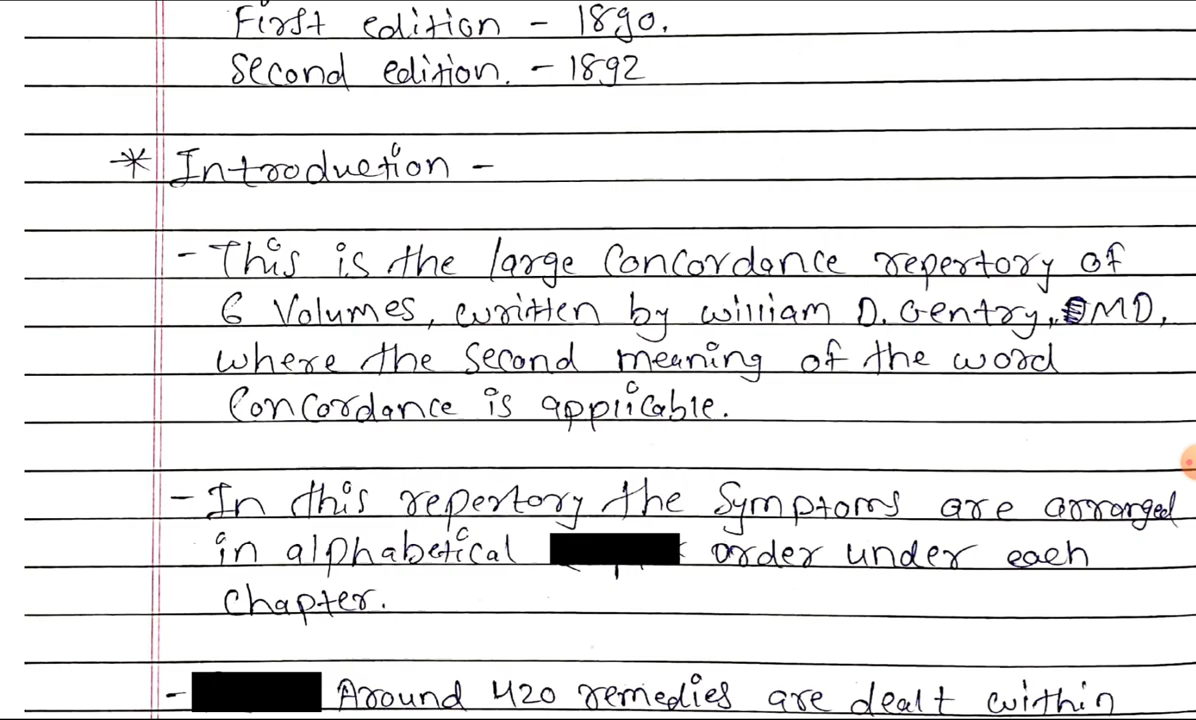 First edition - 1890.
Second edition. - 1892
* Introduction -
- This is the large Concordance repertory of
6 Volumes, written by william D. Gentry, MD,
where the Second meaning of the word
Concordance is applicable.
- In this repertory the Symptoms are arranged
in alphabetical order under each
Chapter.
- Around 420 remedies are dealt within